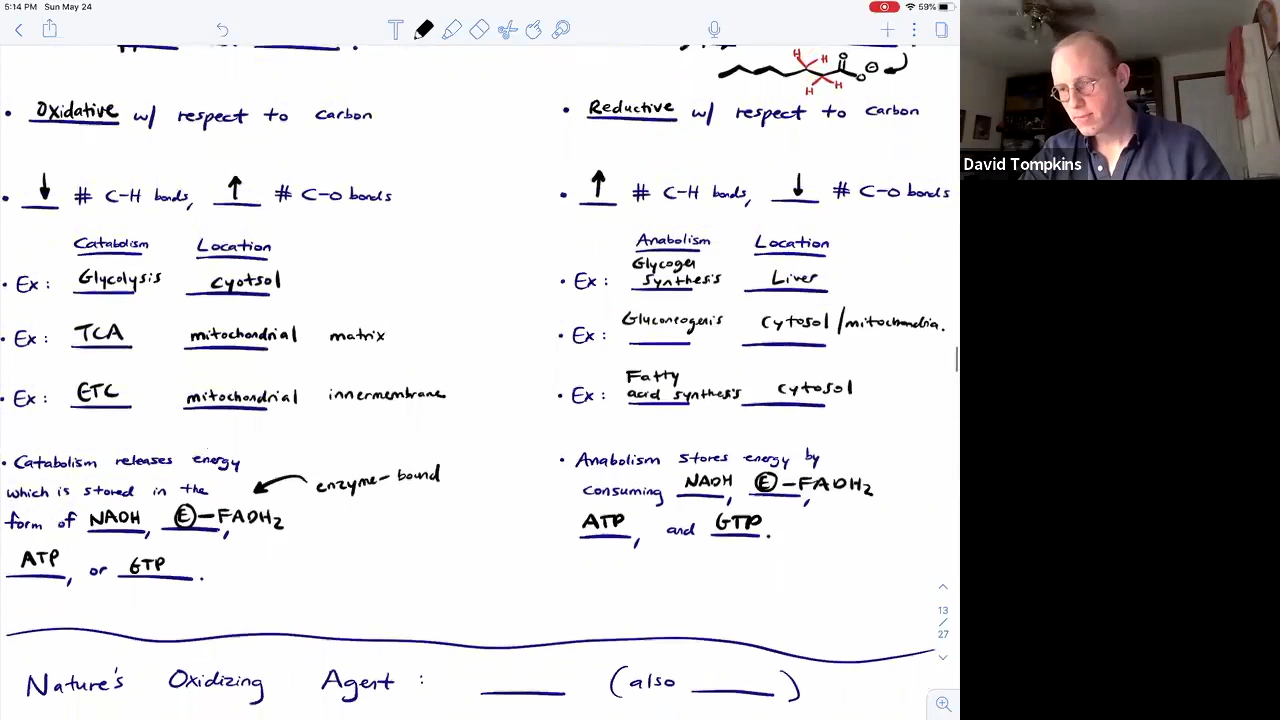 5:14 PM Sun May 24
59%
H H
O
O ⊖
H H
• Oxidative w/ respect to carbon
• ↓ # C-H bonds, ↑ # C-O bonds
Catabolism Location
• Ex: Glycolysis cyotsol
• Ex: TCA mitochondrial matrix
• Ex: ETC mitochondrial innermembrane
• Catabolism releases energy
which is stored in the
enzyme-bound
form of NADH, E-FADH2,
ATP, or GTP.
• Reductive w/ respect to carbon
• ↑ # C-H bonds, ↓ # C-O bonds
Anabolism Location
• Ex: Glycogen
synthesis Liver
• Ex: Gluconeogenis cytosol/mitochondria.
• Ex: Fatty
acid synthesis cytosol
• Anabolism stores energy by
consuming NADH, E-FADH2,
ATP, and GTP.
Nature's Oxidizing Agent : ____ (also ____)
13
/
27
David Tompkins